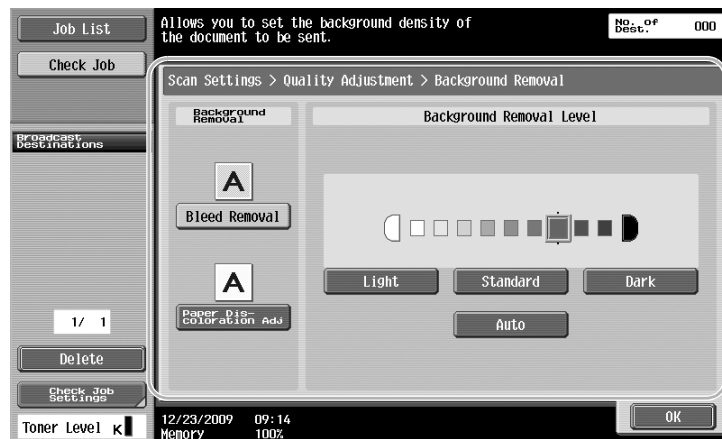 Job List
Allows you to set the background density of
the document to be sent.
No. of
Dest.
000
Check Job
Scan Settings > Quality Adjustment > Background Removal
Background
Removal
Background Removal Level
Broadcast
Destinations
A
Bleed Removal
A
Light
Standard
Dark
Paper Dis-
coloration Adj
1/ 1
Auto
Delete
Check Job
Settings
OK
Toner Level K
12/23/2009 09:14
Memory 100%